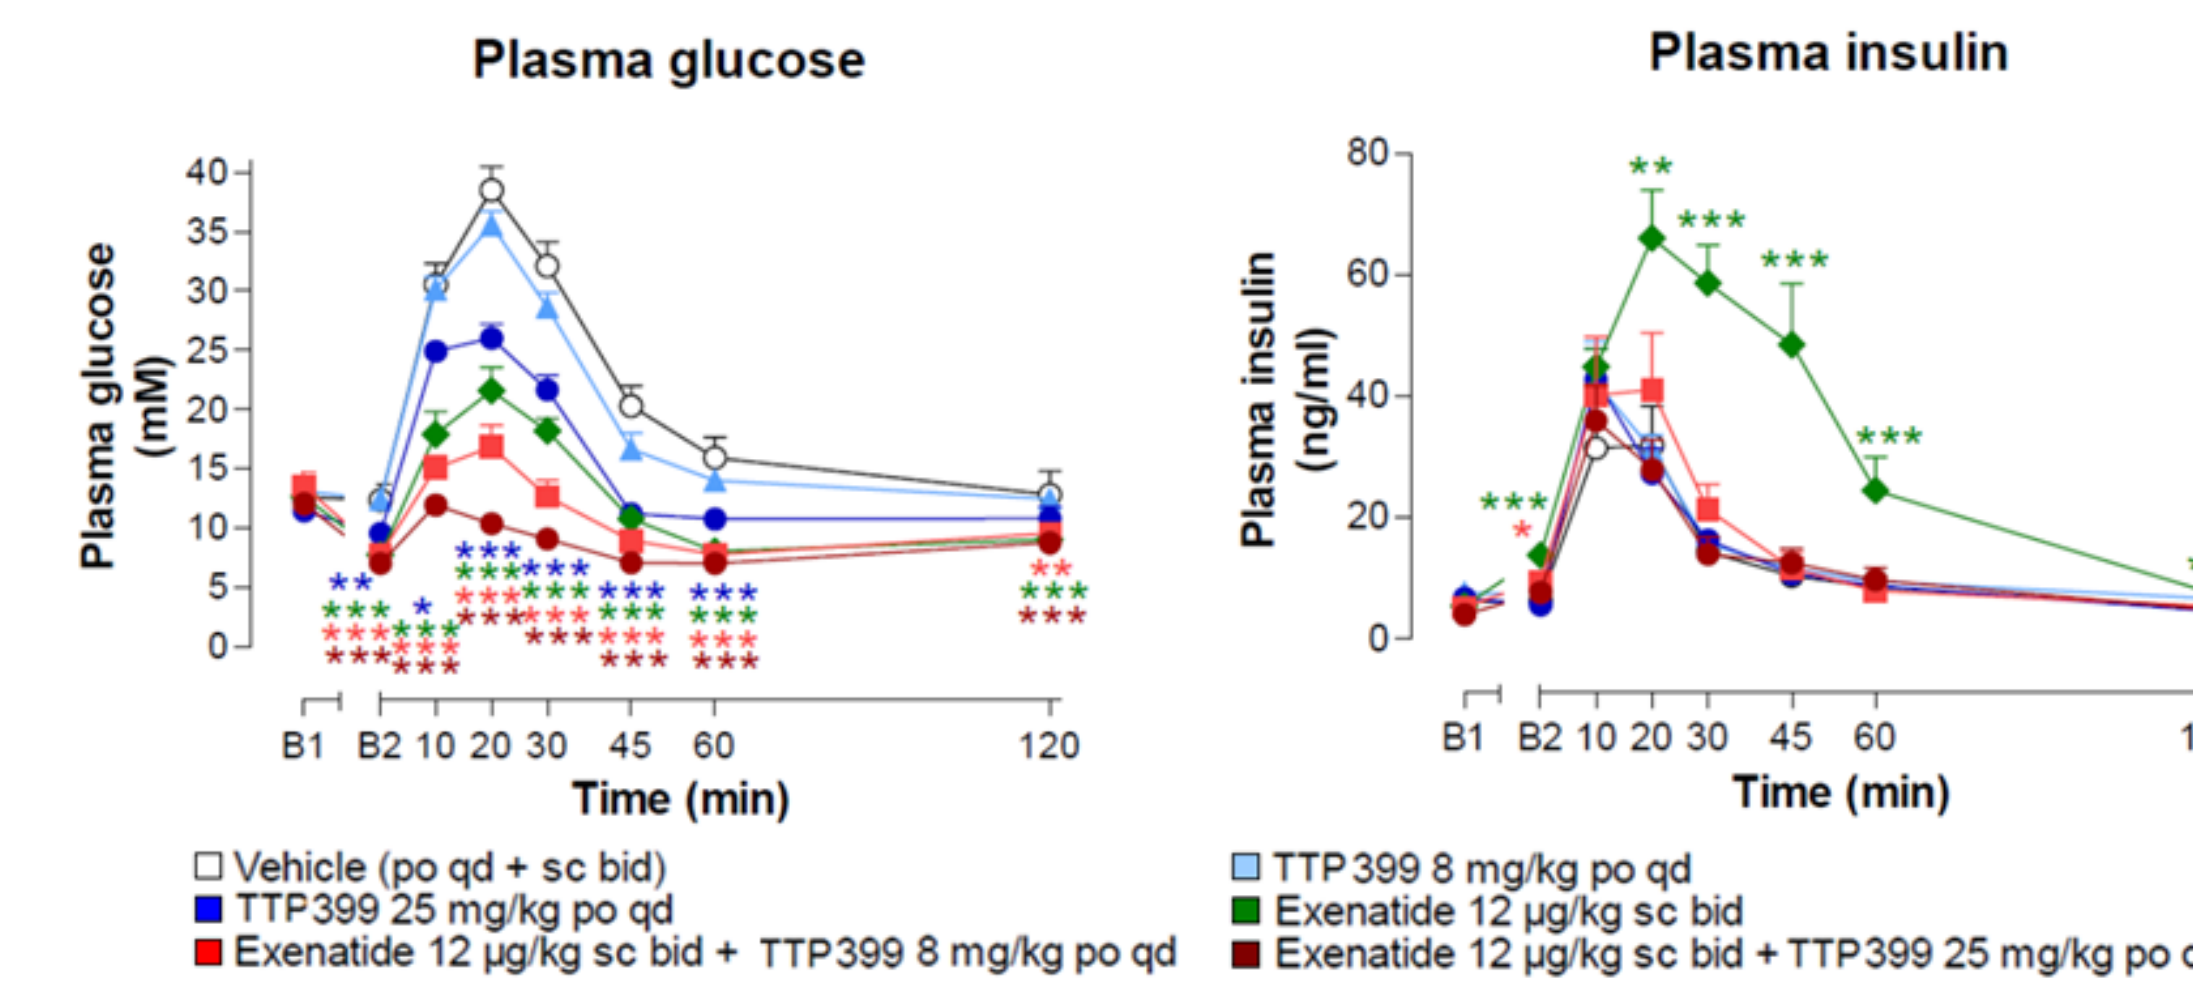 Plasma glucose
Plasma glucose
(mM)
40
35
30
25
20
15
10
5
0
** *** *** ***
* *** *** ***
*** *** *** ***
*** *** *** ***
*** *** *** ***
*** *** *** ***
** *** ***
B1 B2 10 20 30 45 60 120
Time (min)
Plasma insulin
Plasma insulin
(ng/ml)
80
60
40
20
0
*** * ** *** *** ***
B1 B2 10 20 30 45 60 1
Time (min)
Vehicle (po qd + sc bid)
TTP399 8 mg/kg po qd
TTP399 25 mg/kg po qd
Exenatide 12 µg/kg sc bid
Exenatide 12 µg/kg sc bid + TTP399 8 mg/kg po qd
Exenatide 12 µg/kg sc bid + TTP399 25 mg/kg po